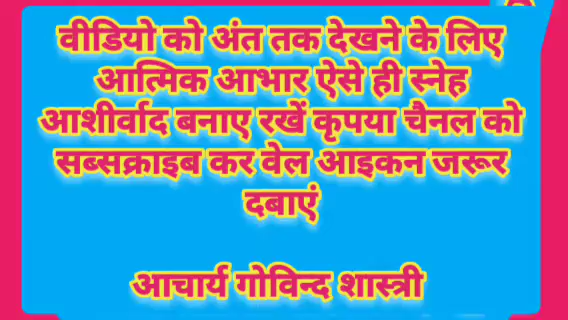 वीडियो को अंत तक देखने के लिए
आत्मिक आभार ऐसे ही स्नेह
आशीर्वाद बनाए रखें कृपया चैनल को
सब्सक्राइब कर वेल आइकन जरूर
दबाएं
आचार्य गोविन्द शास्त्री